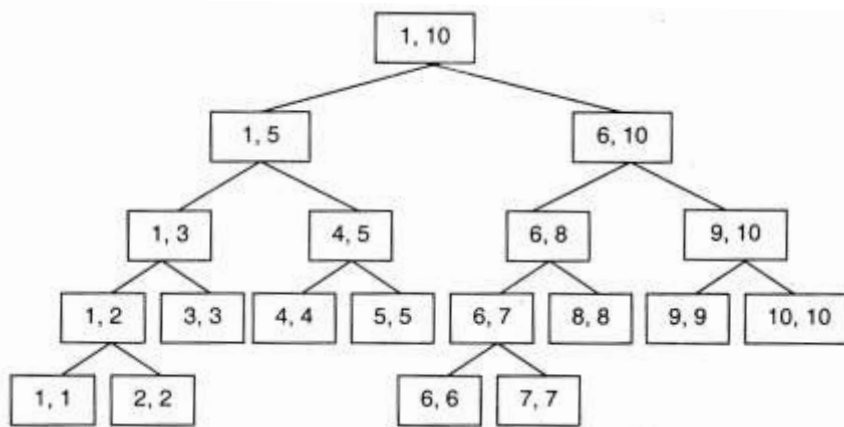 1, 10
1, 5 6, 10
1, 3 4, 5 6, 8 9, 10
1, 2 3, 3 4, 4 5, 5 6, 7 8, 8 9, 9 10, 10
1, 1 2, 2 6, 6 7, 7